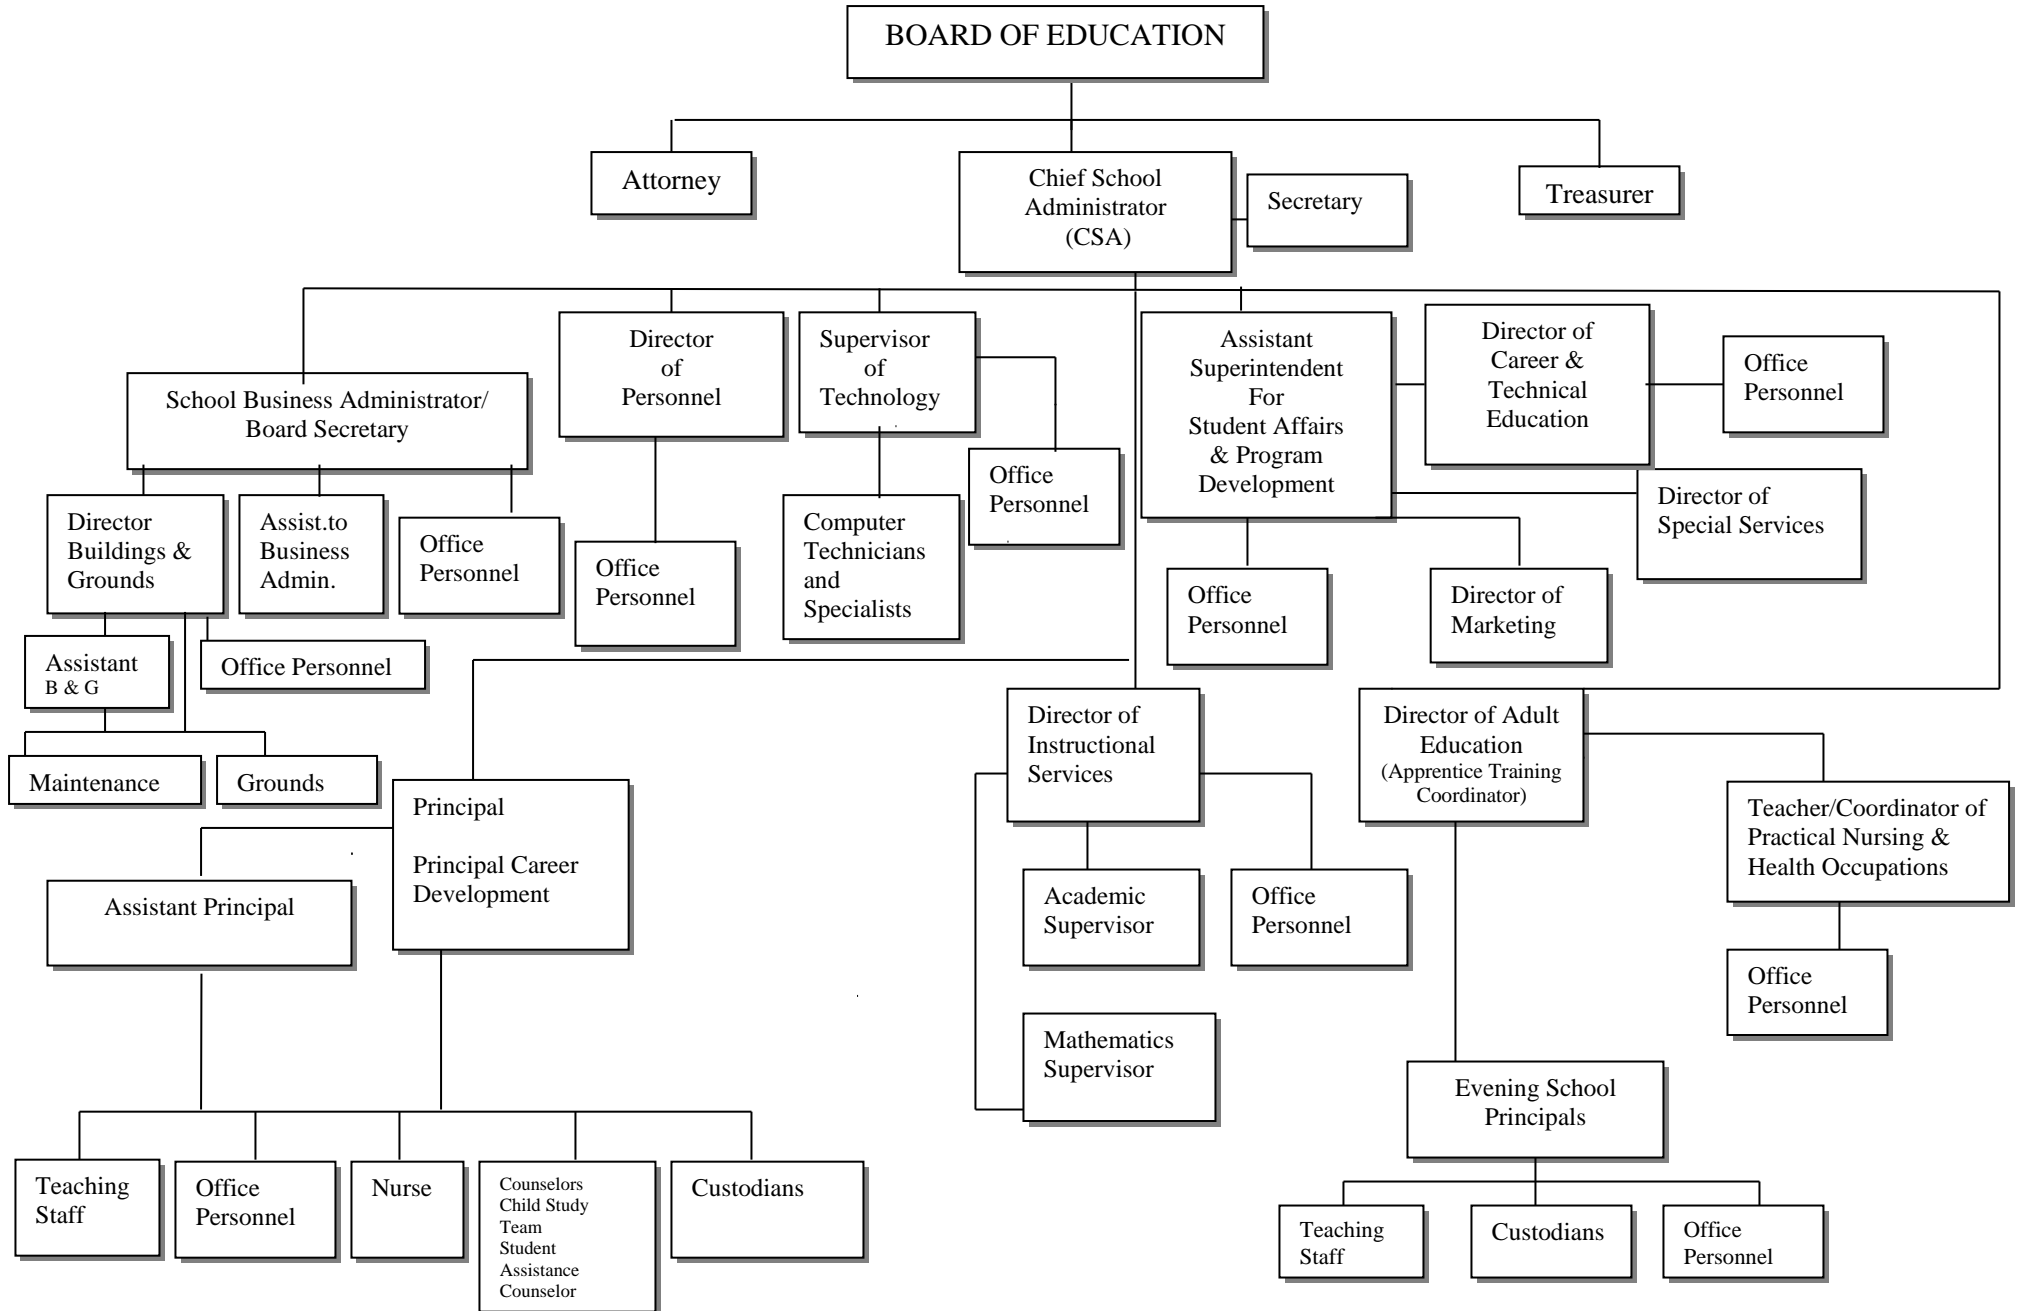 BOARD OF EDUCATION
Attorney
Chief School
Administrator
(CSA)
Secretary
Treasurer
School Business Administrator/
Board Secretary
Director
of
Personnel
Supervisor
of
Technology
Assistant
Superintendent
For
Student Affairs
& Program
Development
Director of
Career &
Technical
Education
Office
Personnel
Director
Buildings &
Grounds
Assist.to
Business
Admin.
Office
Personnel
Office
Personnel
Computer
Technicians
and
Specialists
Office
Personnel
Director of
Special Services
Office
Personnel
Director of
Marketing
Assistant
B & G
Office Personnel
Maintenance
Grounds
Principal
Principal Career
Development
Assistant Principal
Director of
Instructional
Services
Director of Adult
Education
(Apprentice Training
Coordinator)
Teacher/Coordinator of
Practical Nursing &
Health Occupations
Academic
Supervisor
Office
Personnel
Office
Personnel
Mathematics
Supervisor
Evening School
Principals
Teaching
Staff
Office
Personnel
Nurse
Counselors
Child Study
Team
Student
Assistance
Counselor
Custodians
Teaching
Staff
Custodians
Office
Personnel